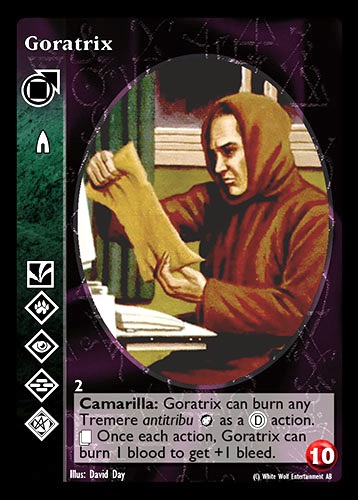 Goratrix
2
Camarilla: Goratrix can burn any
Tremere antitribu as a D action.
Once each action, Goratrix can
burn 1 blood to get +1 bleed.
10
Illus: David Day
(C) White Wolf Entertainment AB